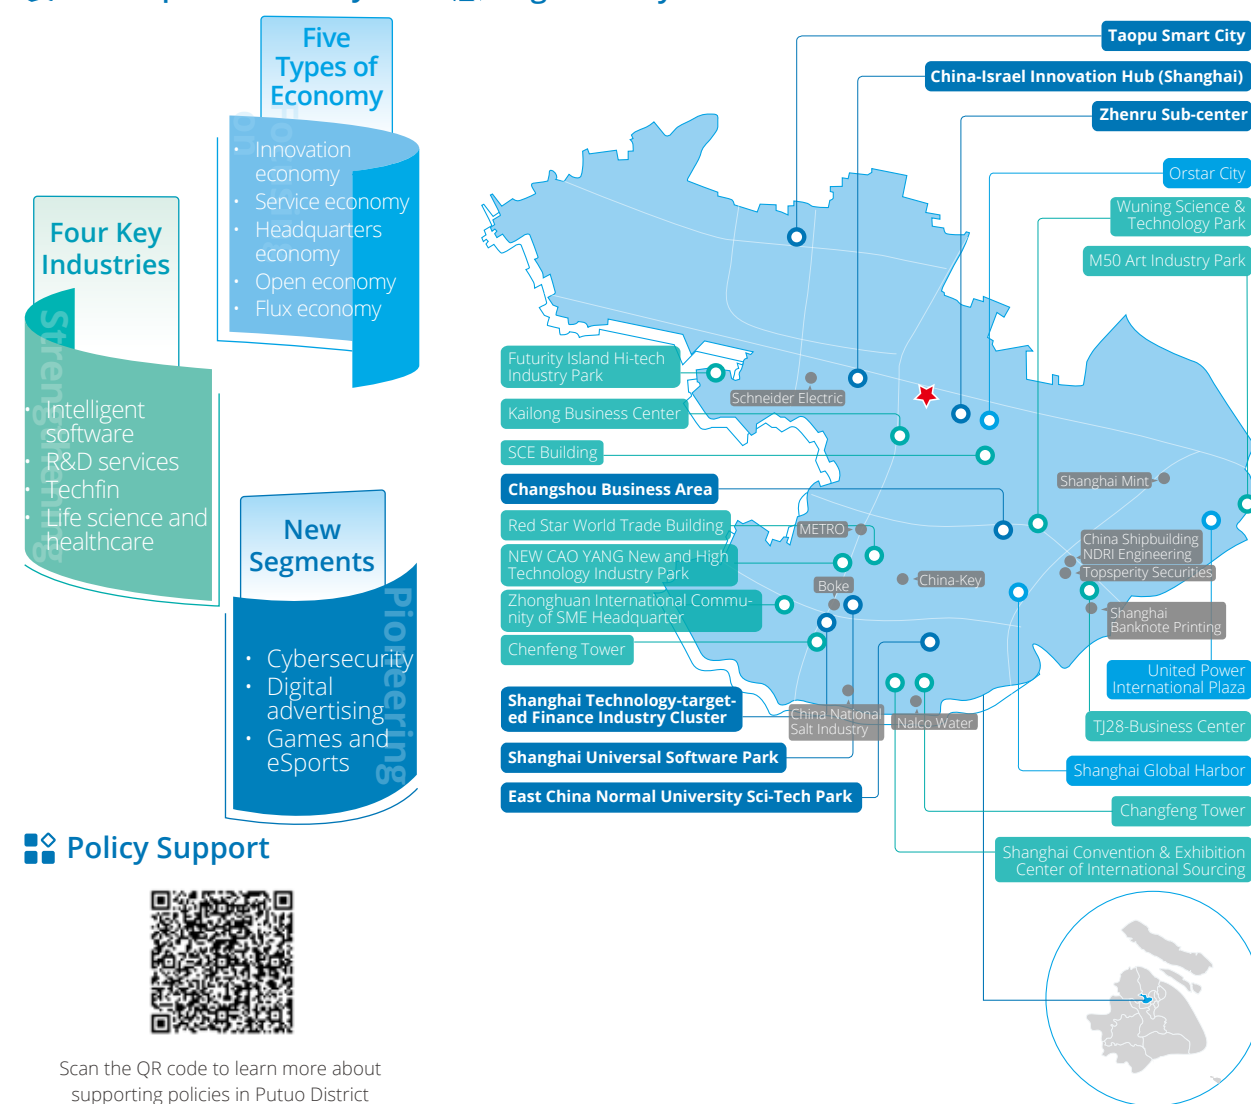 Five
Types of
Economy
Focusing
on
• Innovation
economy
• Service economy
• Headquarters
economy
• Open economy
• Flux economy
Four Key
Industries
Strengthening
• Intelligent
software
• R&D services
• Techfin
• Life science and
healthcare
New
Segments
Pioneering
• Cybersecurity
• Digital
advertising
• Games and
eSports
Policy Support
Scan the QR code to learn more about
supporting policies in Putuo District
Taopu Smart City
China-Israel Innovation Hub (Shanghai)
Zhenru Sub-center
Orstar City
Wuning Science &
Technology Park
M50 Art Industry Park
Futurity Island Hi-tech
Industry Park
Schneider Electric
Kailong Business Center
SCE Building
Changshou Business Area
Shanghai Mint
Red Star World Trade Building
METRO
NEW CAO YANG New and High
Technology Industry Park
China Shipbuilding
NDRI Engineering
Topsperity Securities
China-Key
Boke
Zhonghuan International Commu-
nity of SME Headquarter
Shanghai
Banknote Printing
Chenfeng Tower
United Power
International Plaza
Shanghai Technology-target-
ed Finance Industry Cluster
China National
Salt Industry
Nalco Water
TJ28-Business Center
Shanghai Universal Software Park
Shanghai Global Harbor
East China Normal University Sci-Tech Park
Changfeng Tower
Shanghai Convention & Exhibition
Center of International Sourcing